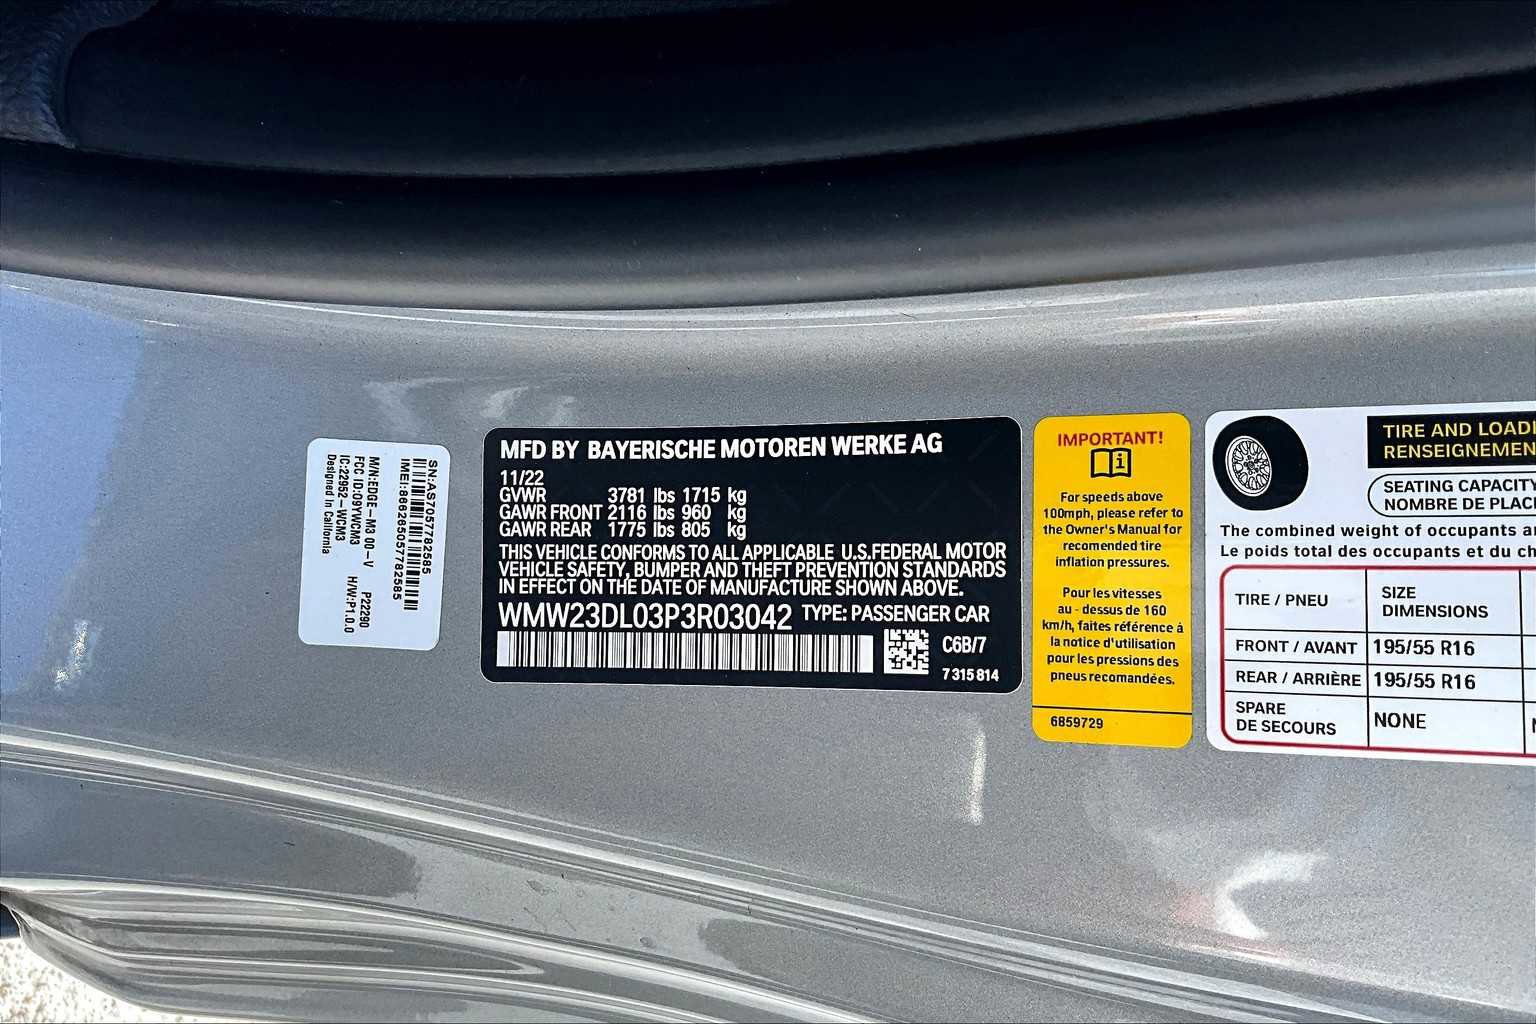 SN:AS7057782585
IMEI:866265057782585
M/N:EDGE-M3 00-V P22290
FCC ID:O9YWCM3 H/W:P1.0.0
IC:22952-WCM3
Designed in California
MFD BY BAYERISCHE MOTOREN WERKE AG
11/22
GVWR 3781 lbs 1715 kg
GAWR FRONT 2116 lbs 960 kg
GAWR REAR 1775 lbs 805 kg
THIS VEHICLE CONFORMS TO ALL APPLICABLE U.S.FEDERAL MOTOR
VEHICLE SAFETY, BUMPER AND THEFT PREVENTION STANDARDS
IN EFFECT ON THE DATE OF MANUFACTURE SHOWN ABOVE.
WMW23DL03P3R03042 TYPE: PASSENGER CAR
C6B/7
7 315 814
IMPORTANT!
For speeds above
100mph, please refer to
the Owner's Manual for
recomended tire
inflation pressures.
Pour les vitesses
au - dessus de 160
km/h, faites référence à
la notice d'utilisation
pour les pressions des
pneus recomandées.
6859729
TIRE AND LOADI
RENSEIGNEMEN
SEATING CAPACITY
NOMBRE DE PLAC
The combined weight of occupants a
Le poids total des occupants et du ch
TIRE / PNEU SIZE
DIMENSIONS
FRONT / AVANT 195/55 R16
REAR / ARRIÈRE 195/55 R16
SPARE
DE SECOURS NONE